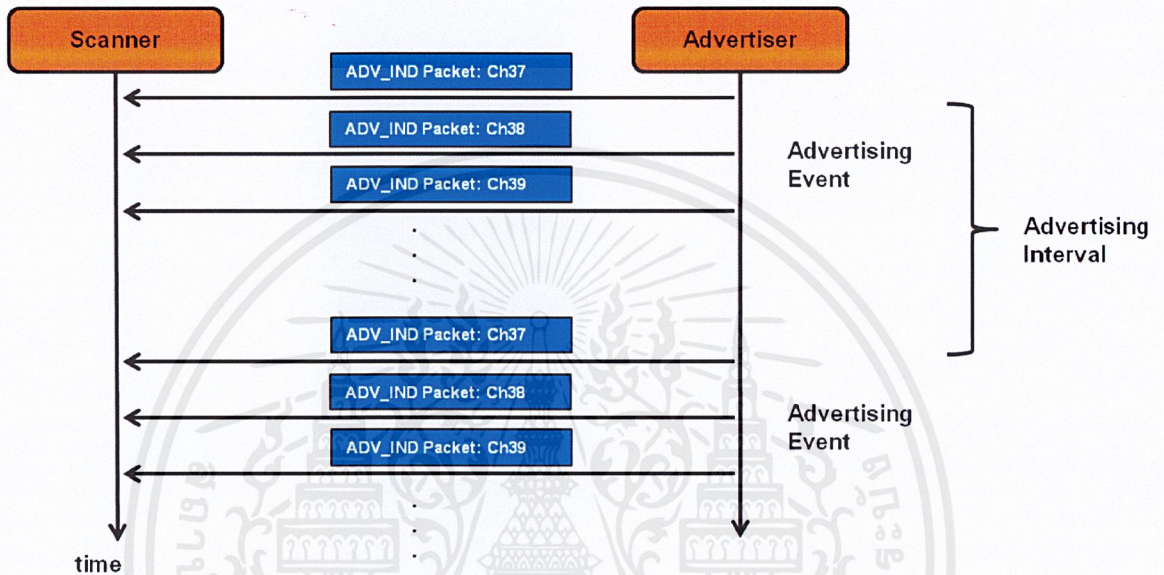 Scanner
Advertiser
ADV_IND Packet: Ch37
ADV_IND Packet: Ch38
ADV_IND Packet: Ch39
Advertising
Event
Advertising
Interval
ADV_IND Packet: Ch37
ADV_IND Packet: Ch38
ADV_IND Packet: Ch39
Advertising
Event
time